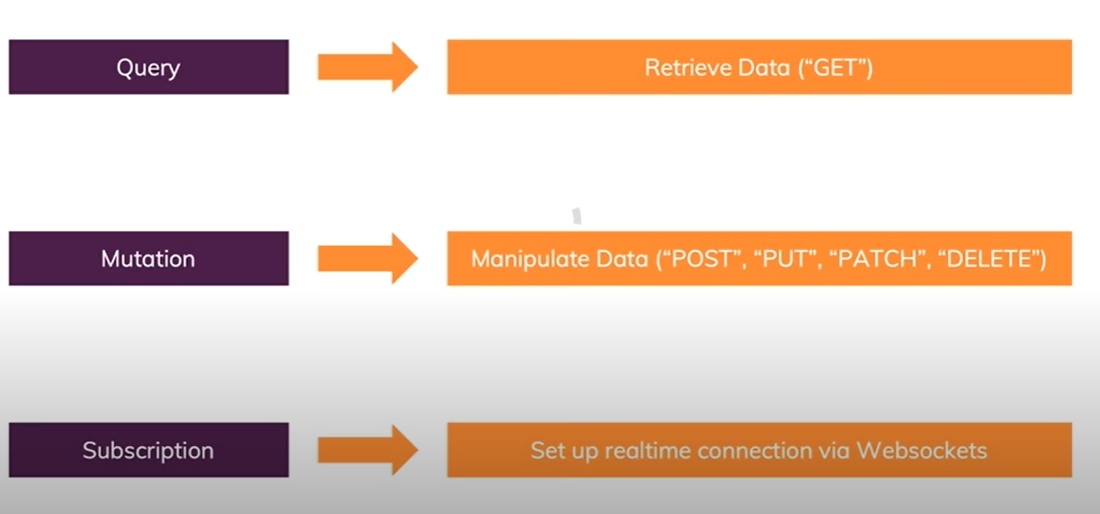 Query
Retrieve Data (“GET”)
Mutation
Manipulate Data (“POST”, “PUT”, “PATCH”, “DELETE”)
Subscription
Set up realtime connection via Websockets